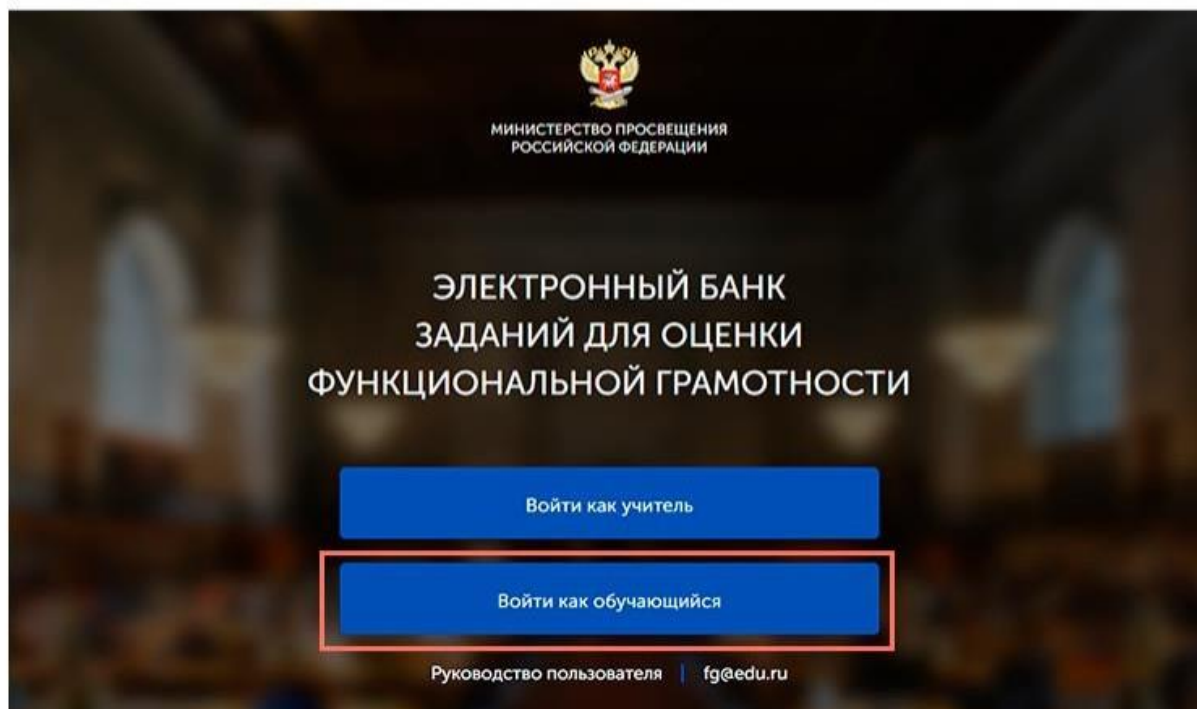 МИНИСТЕРСТВО ПРОСВЕЩЕНИЯ
РОССИЙСКОЙ ФЕДЕРАЦИИ
ЭЛЕКТРОННЫЙ БАНК
ЗАДАНИЙ ДЛЯ ОЦЕНКИ
ФУНКЦИОНАЛЬНОЙ ГРАМОТНОСТИ
Войти как учитель
Войти как обучающийся
Руководство пользователя | fg@edu.ru